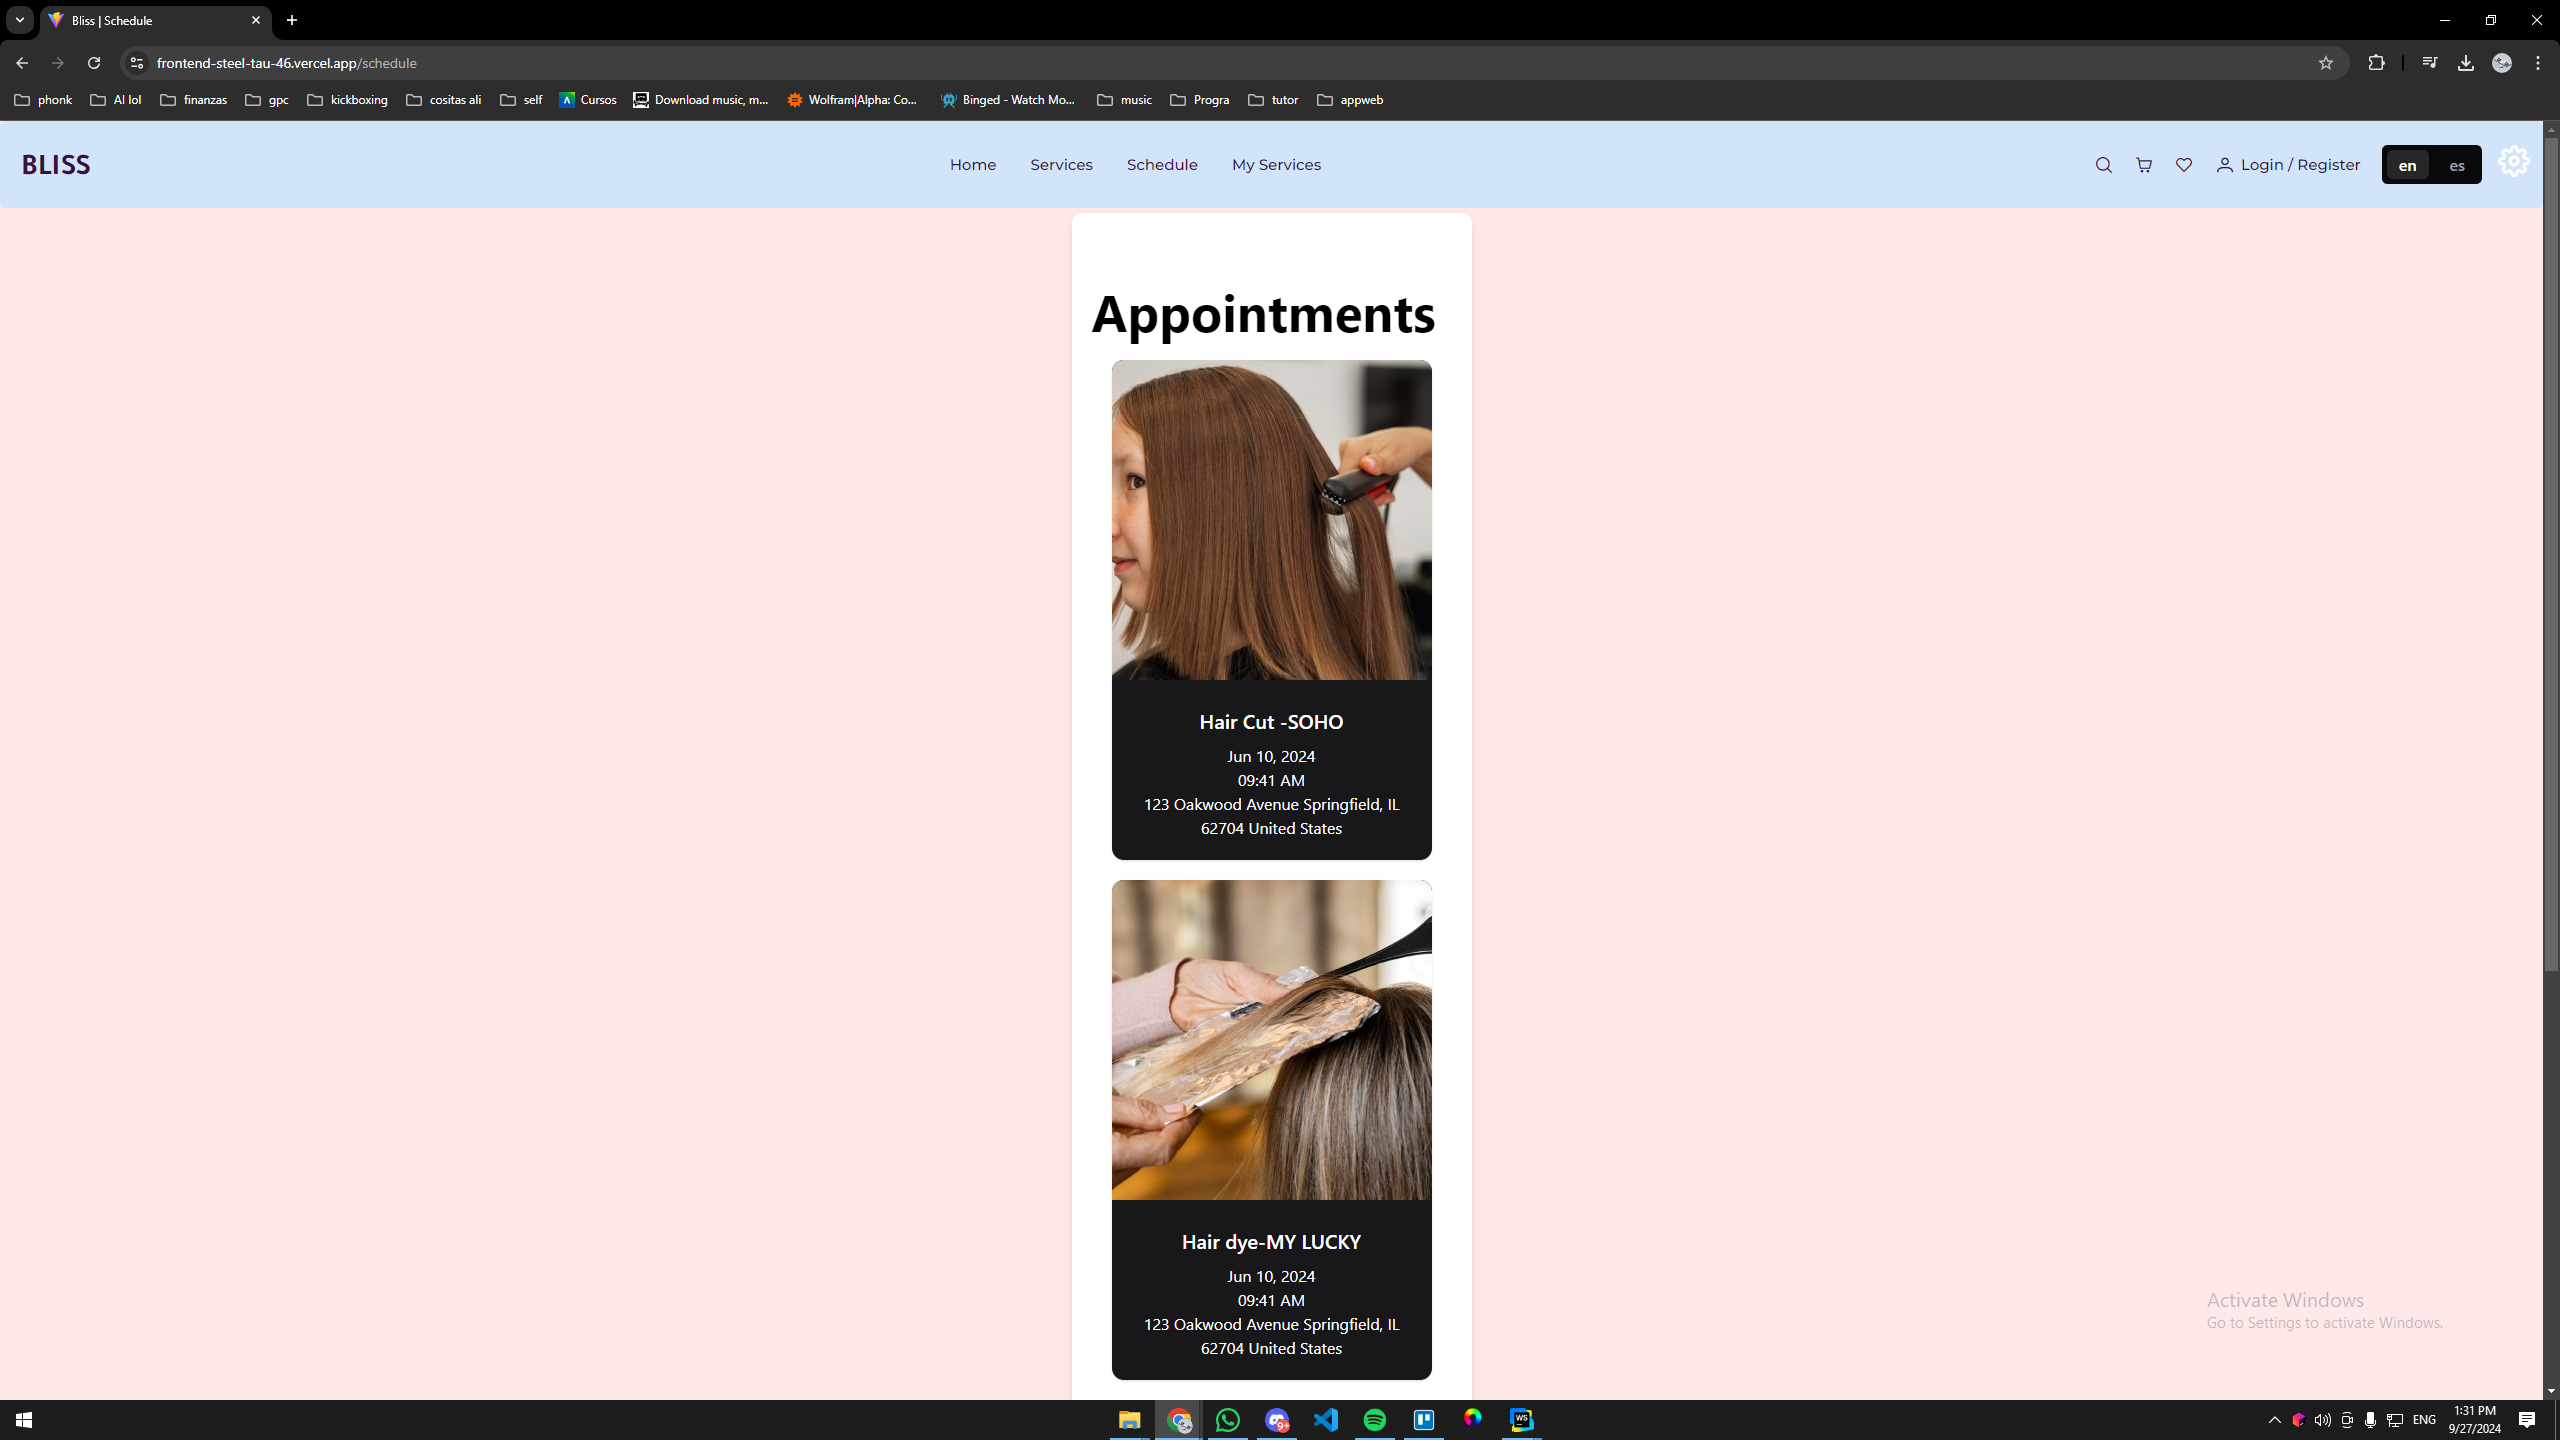 Bliss | Schedule
frontend-steel-tau-46.vercel.app/schedule
phonk AI lol finanzas gpc kickboxing cositas ali self Cursos Download music, m... Wolfram|Alpha: Co... Binged - Watch Mo... music Progra tutor appweb
BLISS Home Services Schedule My Services Login / Register en es
Appointments
Hair Cut -SOHO
Jun 10, 2024
09:41 AM
123 Oakwood Avenue Springfield, IL
62704 United States
Hair dye-MY LUCKY
Jun 10, 2024
09:41 AM
123 Oakwood Avenue Springfield, IL
62704 United States
Activate Windows
Go to Settings to activate Windows.
9+
WS
ENG
1:31 PM
9/27/2024